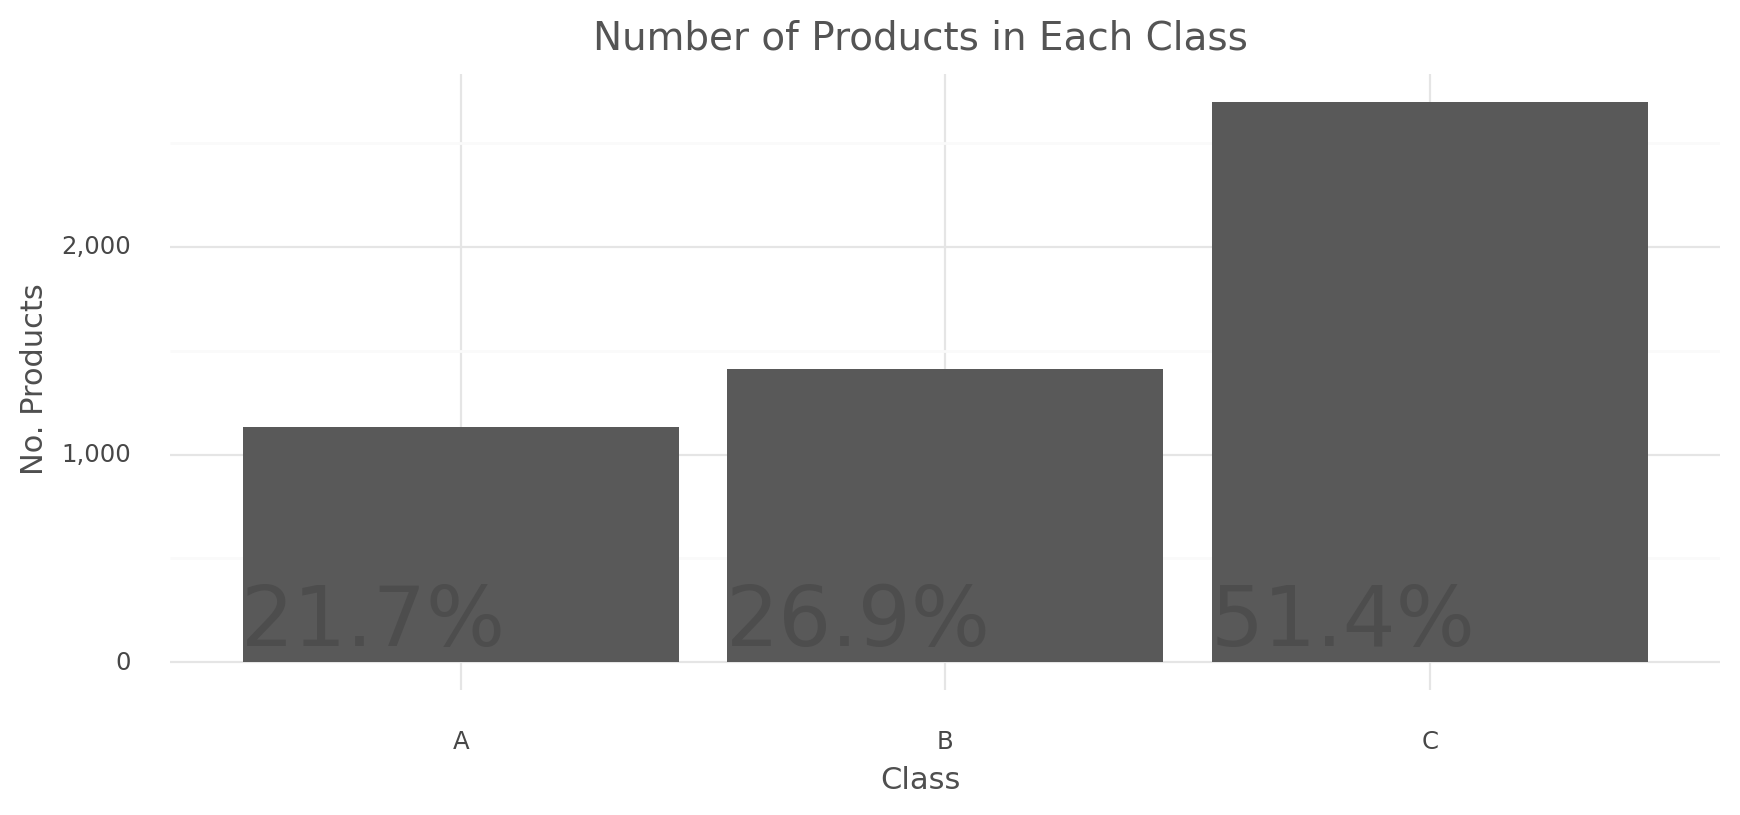 Number of Products in Each Class
No. Products
2,000
1,000
0
21.7%
26.9%
51.4%
A
B
C
Class